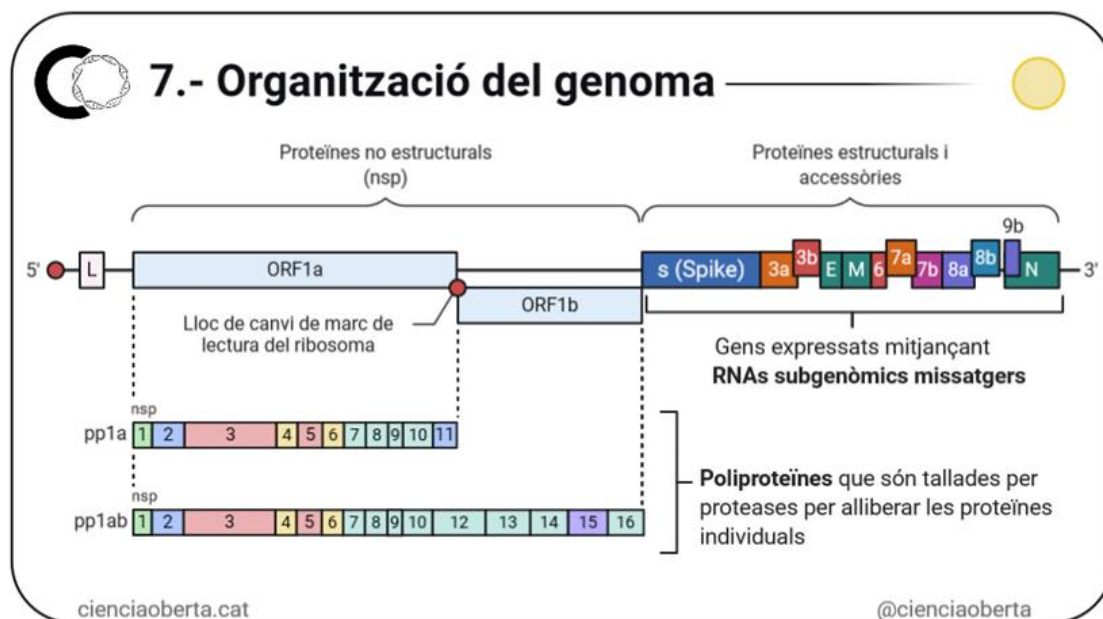 7.- Organització del genoma
Proteïnes no estructurals
(nsp)
Proteïnes estructurals i
accessòries
5'
L
ORF1a
ORF1b
s (Spike)
3a
3b
E
M
6
7a
7b
8a
8b
9b
N
3'
Lloc de canvi de marc de
lectura del ribosoma
Gens expressats mitjançant
RNAs subgenòmics missatgers
nsp
pp1a
1 2 3 4 5 6 7 8 9 10 11
nsp
pp1ab
1 2 3 4 5 6 7 8 9 10 12 13 14 15 16
Poliproteïnes que són tallades per
proteases per alliberar les proteïnes
individuals
cienciaoberta.cat
@cienciaoberta